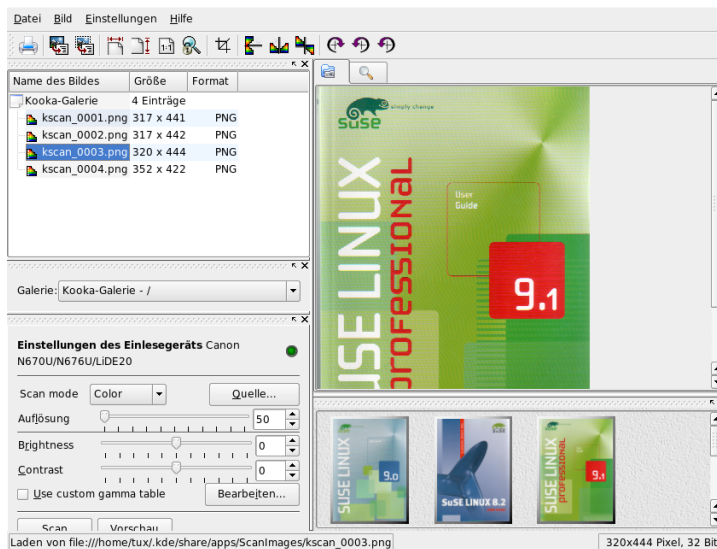 Datei Bild Einstellungen Hilfe
1:1
Name des Bildes Größe Format
Kooka-Galerie 4 Einträge
kscan_0001.png 317 x 441 PNG
kscan_0002.png 317 x 442 PNG
kscan_0003.png 320 x 444 PNG
kscan_0004.png 352 x 422 PNG
Galerie: Kooka-Galerie - /
Einstellungen des Einlesegeräts Canon
N670U/N676U/LiDE20
Scan mode Color Quelle...
Auflösung 50
Brightness 0
Contrast 0
Use custom gamma table Bearbeiten...
Scan Vorschau
simply change
SUSE
SUSE LINUX
professional
User
Guide
9.1
SUSE LINUX
9.0
SUSE
SuSE LINUX 8.2
SUSE LINUX
professional
9.1
Laden von file:///home/tux/.kde/share/apps/ScanImages/kscan_0003.png 320x444 Pixel, 32 Bit